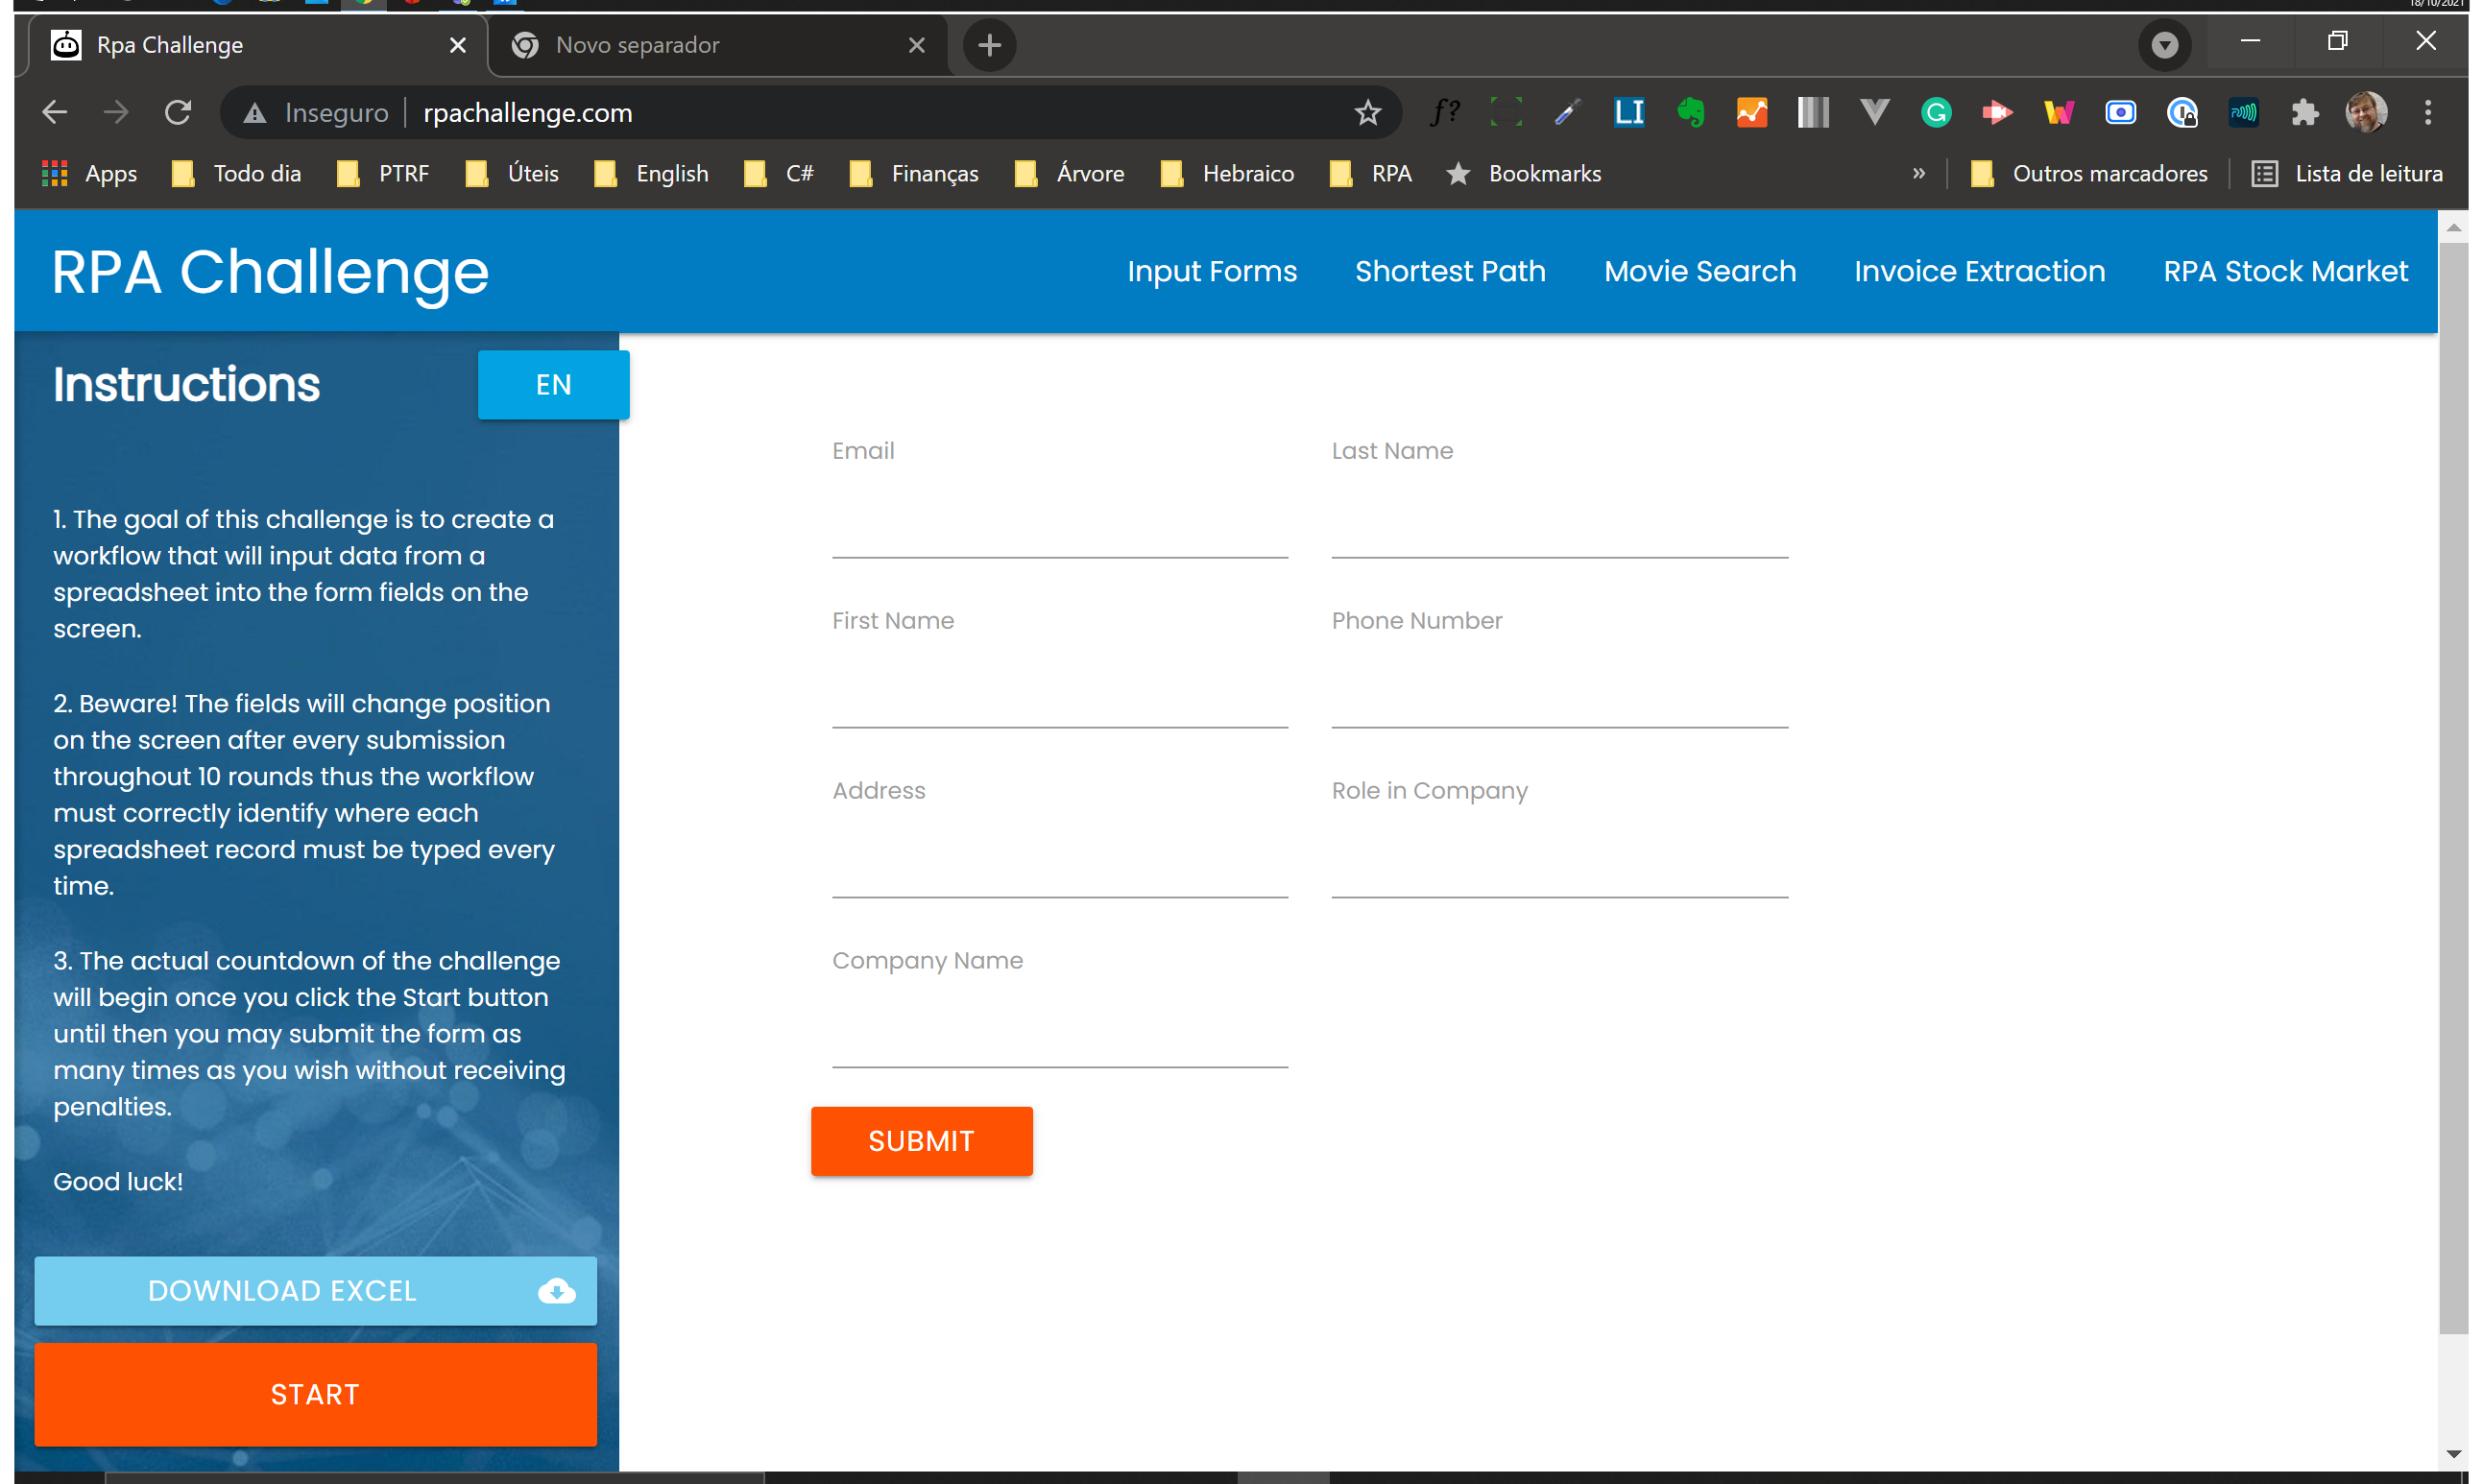 18/10/2021
Rpa Challenge
Novo separador
Inseguro
rpachallenge.com
f?
LI
Apps
Todo dia
PTRF
Úteis
English
C#
Finanças
Árvore
Hebraico
RPA
Bookmarks
»
Outros marcadores
Lista de leitura
RPA Challenge
Input Forms
Shortest Path
Movie Search
Invoice Extraction
RPA Stock Market
Instructions
EN
1. The goal of this challenge is to create a
workflow that will input data from a
spreadsheet into the form fields on the
screen.
2. Beware! The fields will change position
on the screen after every submission
throughout 10 rounds thus the workflow
must correctly identify where each
spreadsheet record must be typed every
time.
3. The actual countdown of the challenge
will begin once you click the Start button
until then you may submit the form as
many times as you wish without receiving
penalties.
Good luck!
DOWNLOAD EXCEL
START
Email
Last Name
First Name
Phone Number
Address
Role in Company
Company Name
SUBMIT